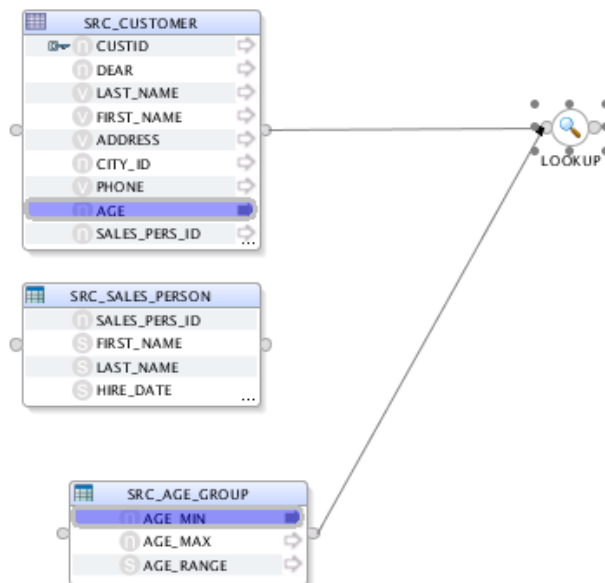 SRC_CUSTOMER
n CUSTID
n DEAR
v LAST_NAME
v FIRST_NAME
v ADDRESS
n CITY_ID
v PHONE
n AGE
n SALES_PERS_ID
...
LOOKUP
SRC_SALES_PERSON
n SALES_PERS_ID
S FIRST_NAME
S LAST_NAME
S HIRE_DATE
...
SRC_AGE_GROUP
n AGE_MIN
n AGE_MAX
S AGE_RANGE